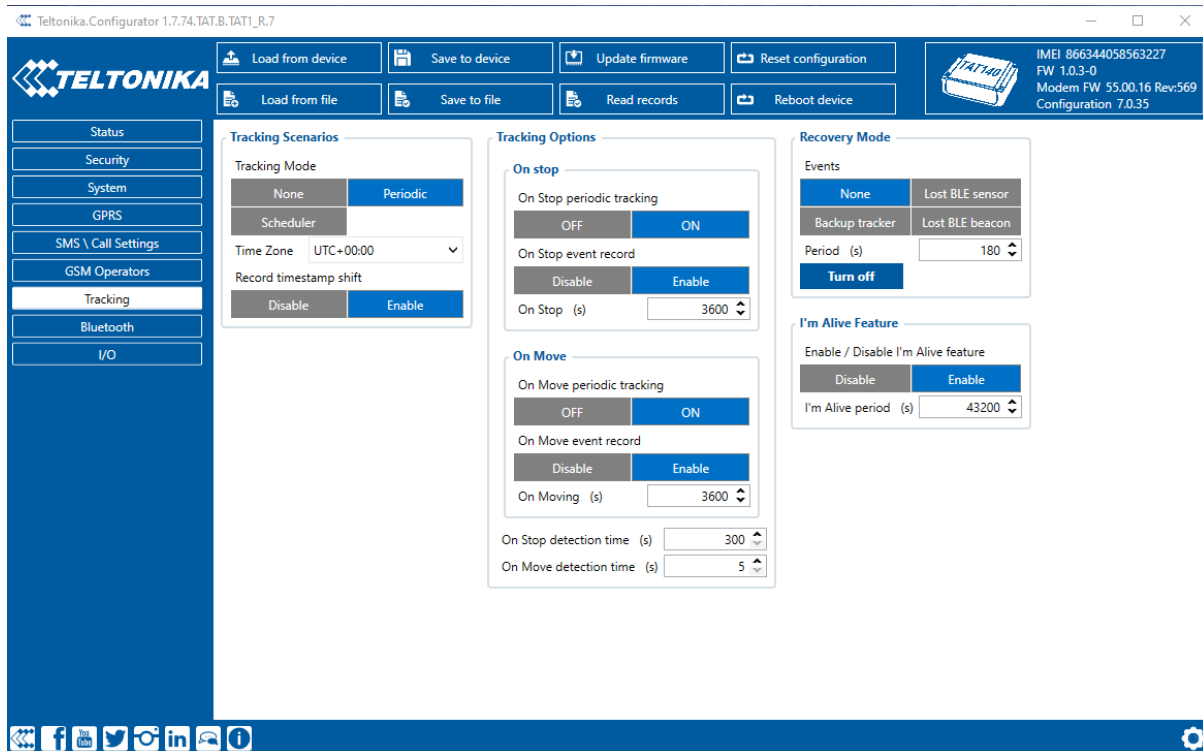 Teltonika.Configurator 1.7.74.TAT.B.TAT1_R.7
TELTONIKA
Load from device
Save to device
Update firmware
Reset configuration
Load from file
Save to file
Read records
Reboot device
TAT140
IMEI 866344058563227
FW 1.0.3-0
Modem FW 55.00.16 Rev:569
Configuration 7.0.35
Status
Security
System
GPRS
SMS \ Call Settings
GSM Operators
Tracking
Bluetooth
I/O
Tracking Scenarios
Tracking Mode
None
Periodic
Scheduler
Time Zone UTC+00:00
Record timestamp shift
Disable
Enable
Tracking Options
On stop
On Stop periodic tracking
OFF
ON
On Stop event record
Disable
Enable
On Stop (s) 3600
On Move
On Move periodic tracking
OFF
ON
On Move event record
Disable
Enable
On Moving (s) 3600
On Stop detection time (s) 300
On Move detection time (s) 5
Recovery Mode
Events
None
Lost BLE sensor
Backup tracker
Lost BLE beacon
Period (s) 180
Turn off
I'm Alive Feature
Enable / Disable I'm Alive feature
Disable
Enable
I'm Alive period (s) 43200
f
You
Tube
in
i